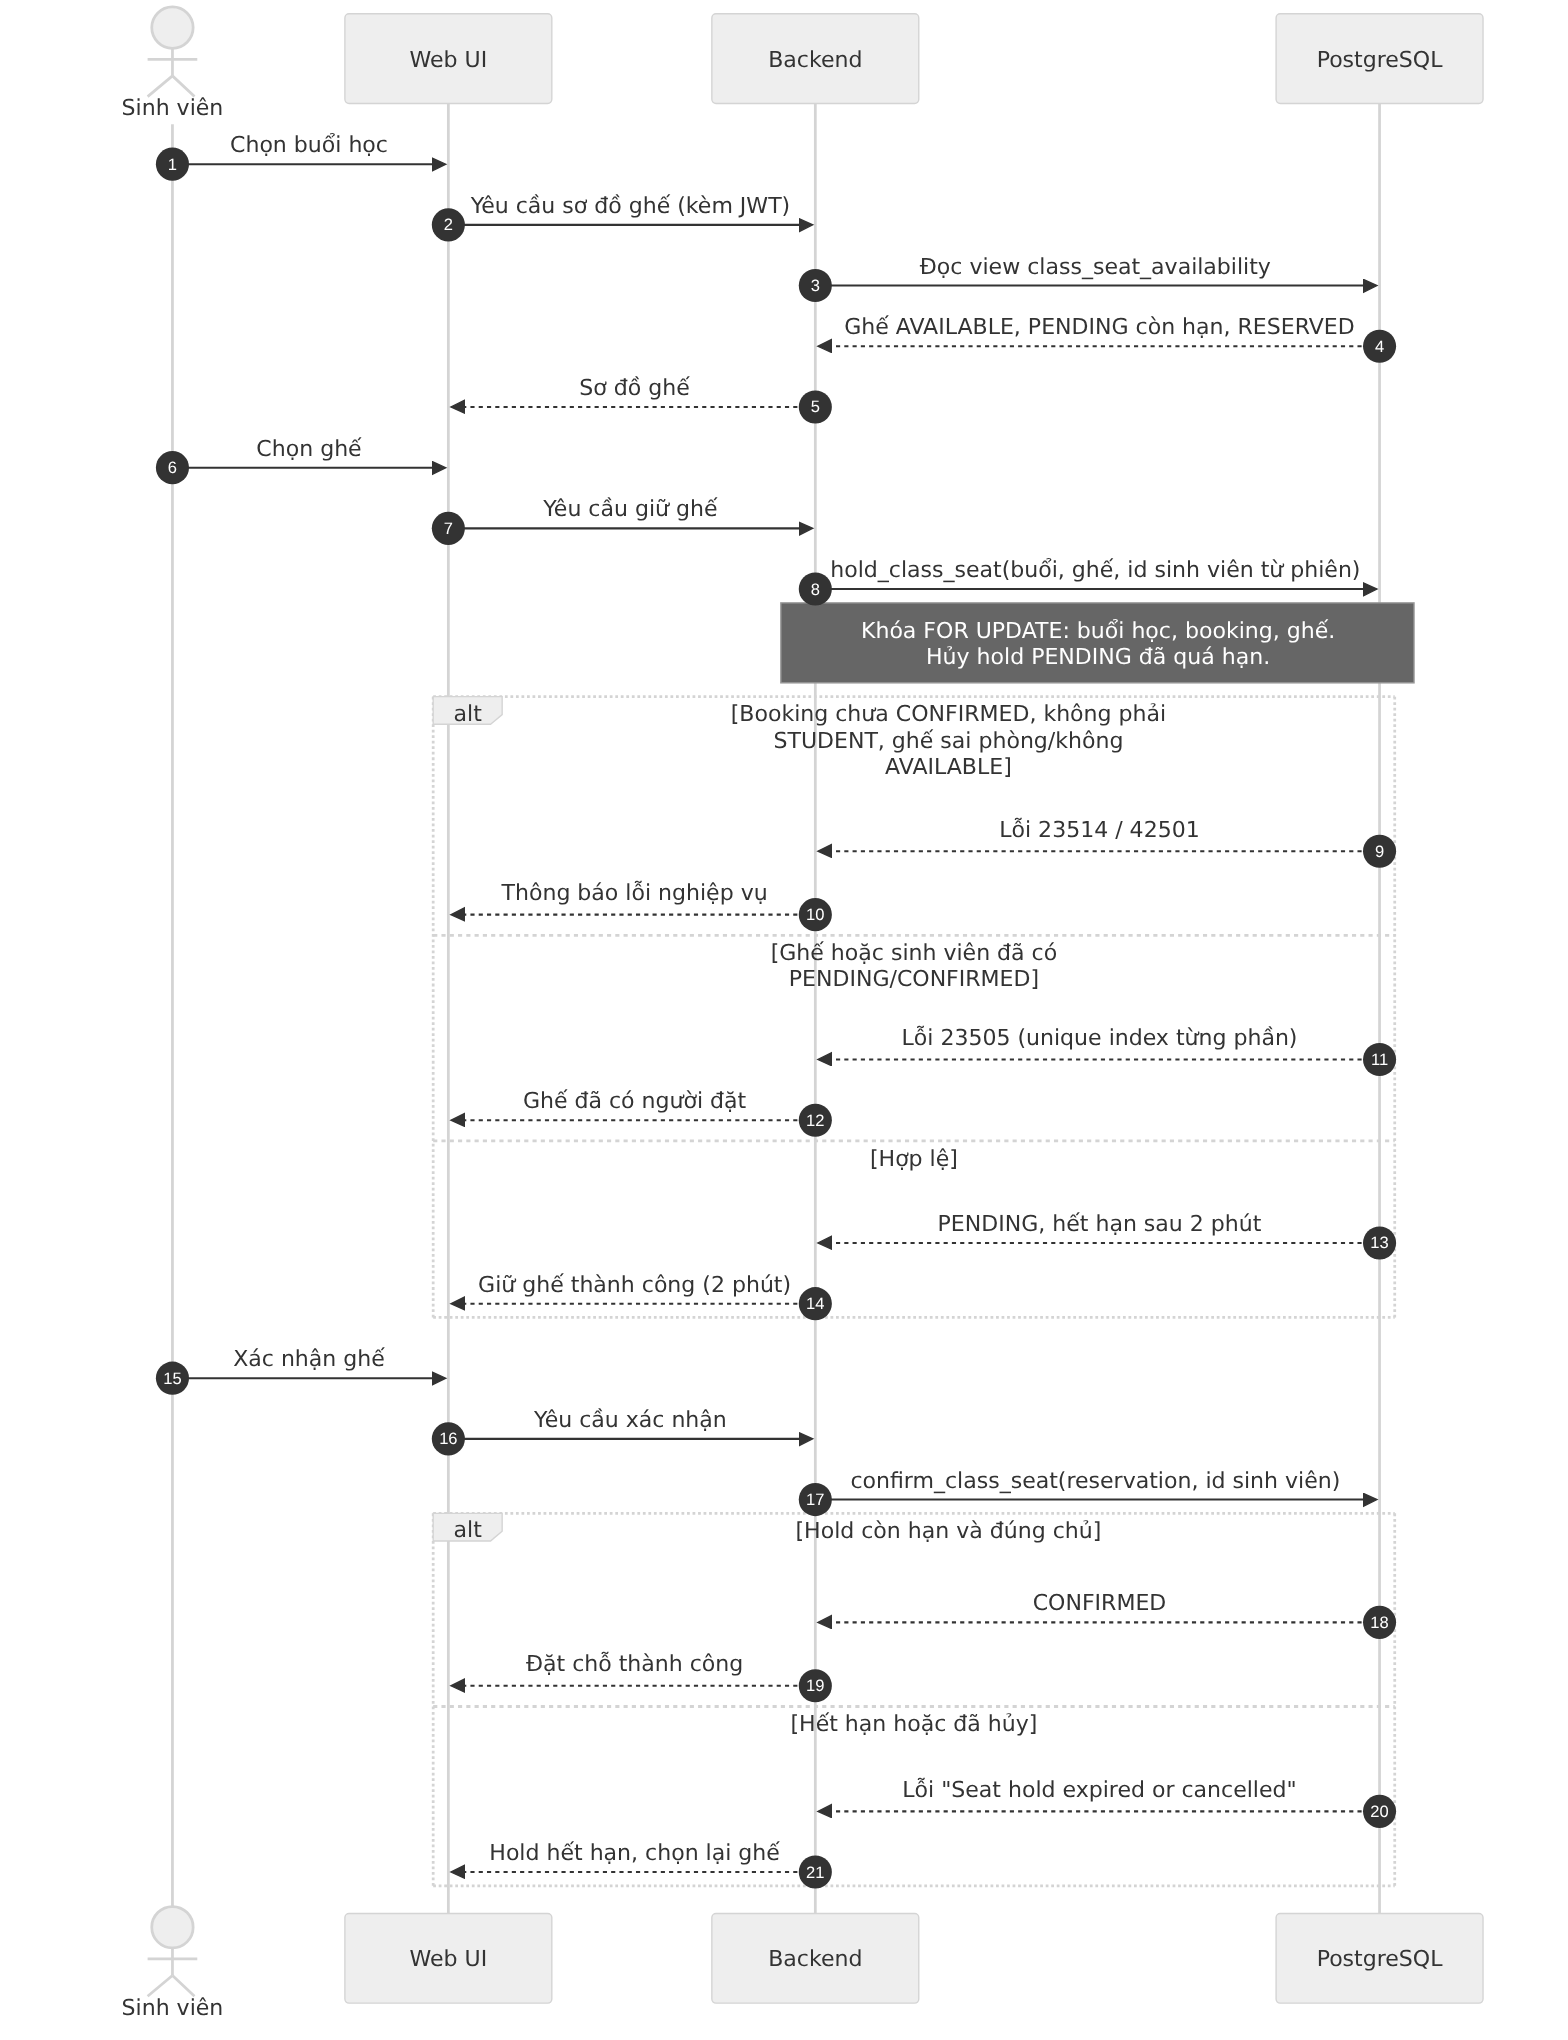 Sinh viên
Web UI
Backend
PostgreSQL
Chọn buổi học
1
Yêu cầu sơ đồ ghế (kèm JWT)
2
Đọc view class_seat_availability
3
Ghế AVAILABLE, PENDING còn hạn, RESERVED
4
Sơ đồ ghế
5
Chọn ghế
6
Yêu cầu giữ ghế
7
hold_class_seat(buổi, ghế, id sinh viên từ phiên)
8
Khóa FOR UPDATE: buổi học, booking, ghế.
Hủy hold PENDING đã quá hạn.
alt
[Booking chưa CONFIRMED, không phải
STUDENT, ghế sai phòng/không
AVAILABLE]
Lỗi 23514 / 42501
9
Thông báo lỗi nghiệp vụ
10
[Ghế hoặc sinh viên đã có
PENDING/CONFIRMED]
Lỗi 23505 (unique index từng phần)
11
Ghế đã có người đặt
12
[Hợp lệ]
PENDING, hết hạn sau 2 phút
13
Giữ ghế thành công (2 phút)
14
Xác nhận ghế
15
Yêu cầu xác nhận
16
confirm_class_seat(reservation, id sinh viên)
17
alt
[Hold còn hạn và đúng chủ]
CONFIRMED
18
Đặt chỗ thành công
19
[Hết hạn hoặc đã hủy]
Lỗi "Seat hold expired or cancelled"
20
Hold hết hạn, chọn lại ghế
21
Sinh viên
Web UI
Backend
PostgreSQL